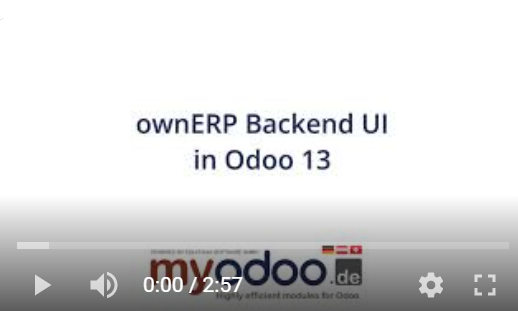 ownERP Backend UI
in Odoo 13
myodoo.de
0:00 / 2:57
Highly efficient modules for Odoo